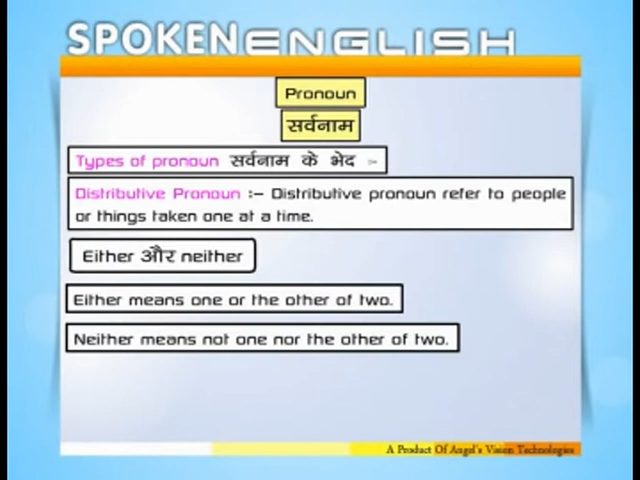 SPOKEN ENGLISH
Pronoun
सर्वनाम
Types of pronoun सर्वनाम के भेद :-
Distributive Pronoun :- Distributive pronoun refer to people
or things taken one at a time.
Either और neither
Either means one or the other of two.
Neither means not one nor the other of two.
A Product Of Angel's Vision Technologies